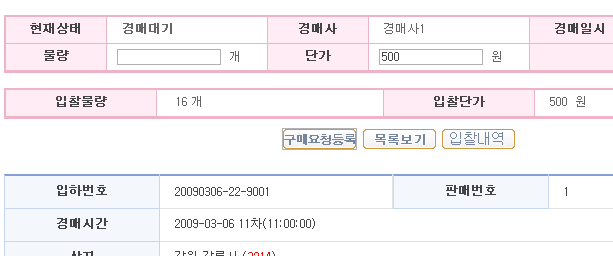 현재상태 경매대기 경매사 경매사1 경매일시
물량 개 단가 500 원
입찰물량 16 개 입찰단가 500 원
구매요청등록 목록보기 입찰내역
입하번호 20090306-22-9001 판매번호 1
경매시간 2009-03-06 11차(11:00:00)